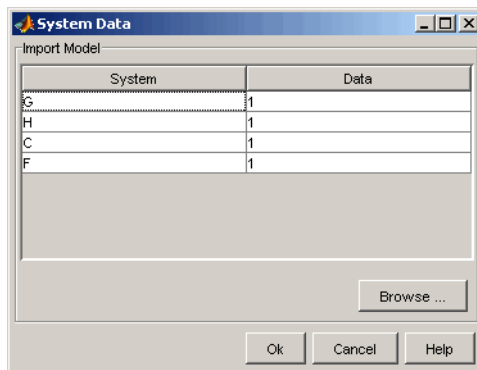 System Data
Import Model
System Data
G 1
H 1
C 1
F 1
Browse ...
Ok Cancel Help